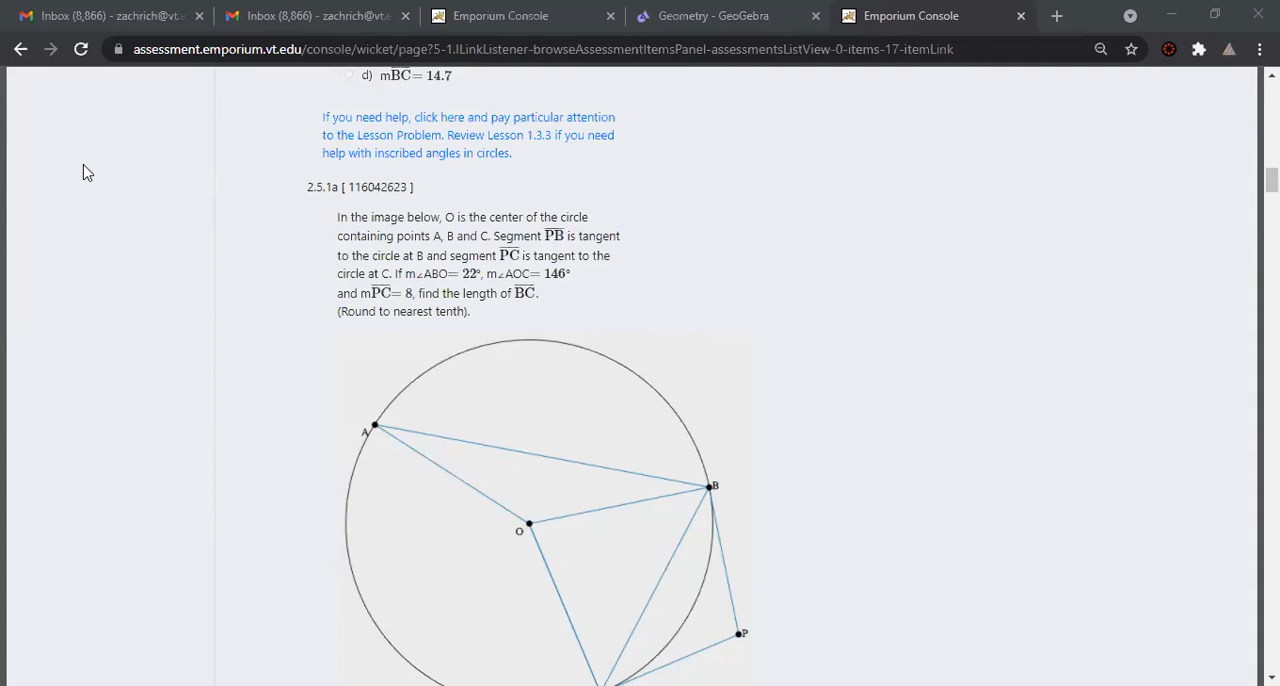 Inbox (8,866) - zachrich@vt.e
Inbox (8,866) - zachrich@vt.e
Emporium Console
Geometry - GeoGebra
Emporium Console
assessment.emporium.vt.edu/console/wicket/page?5-1.ILinkListener-browseAssessmentItemsPanel-assessmentsListView-0-items-17-itemLink
d) mBC= 14.7
If you need help, click here and pay particular attention
to the Lesson Problem. Review Lesson 1.3.3 if you need
help with inscribed angles in circles.
2.5.1a [ 116042623 ]
In the image below, O is the center of the circle
containing points A, B and C. Segment P̅B̅ is tangent
to the circle at B and segment P̅C̅ is tangent to the
circle at C. If m∠ABO= 22°, m∠AOC= 146°
and mP̅C̅= 8, find the length of B̅C̅.
(Round to nearest tenth).
A
B
O
P